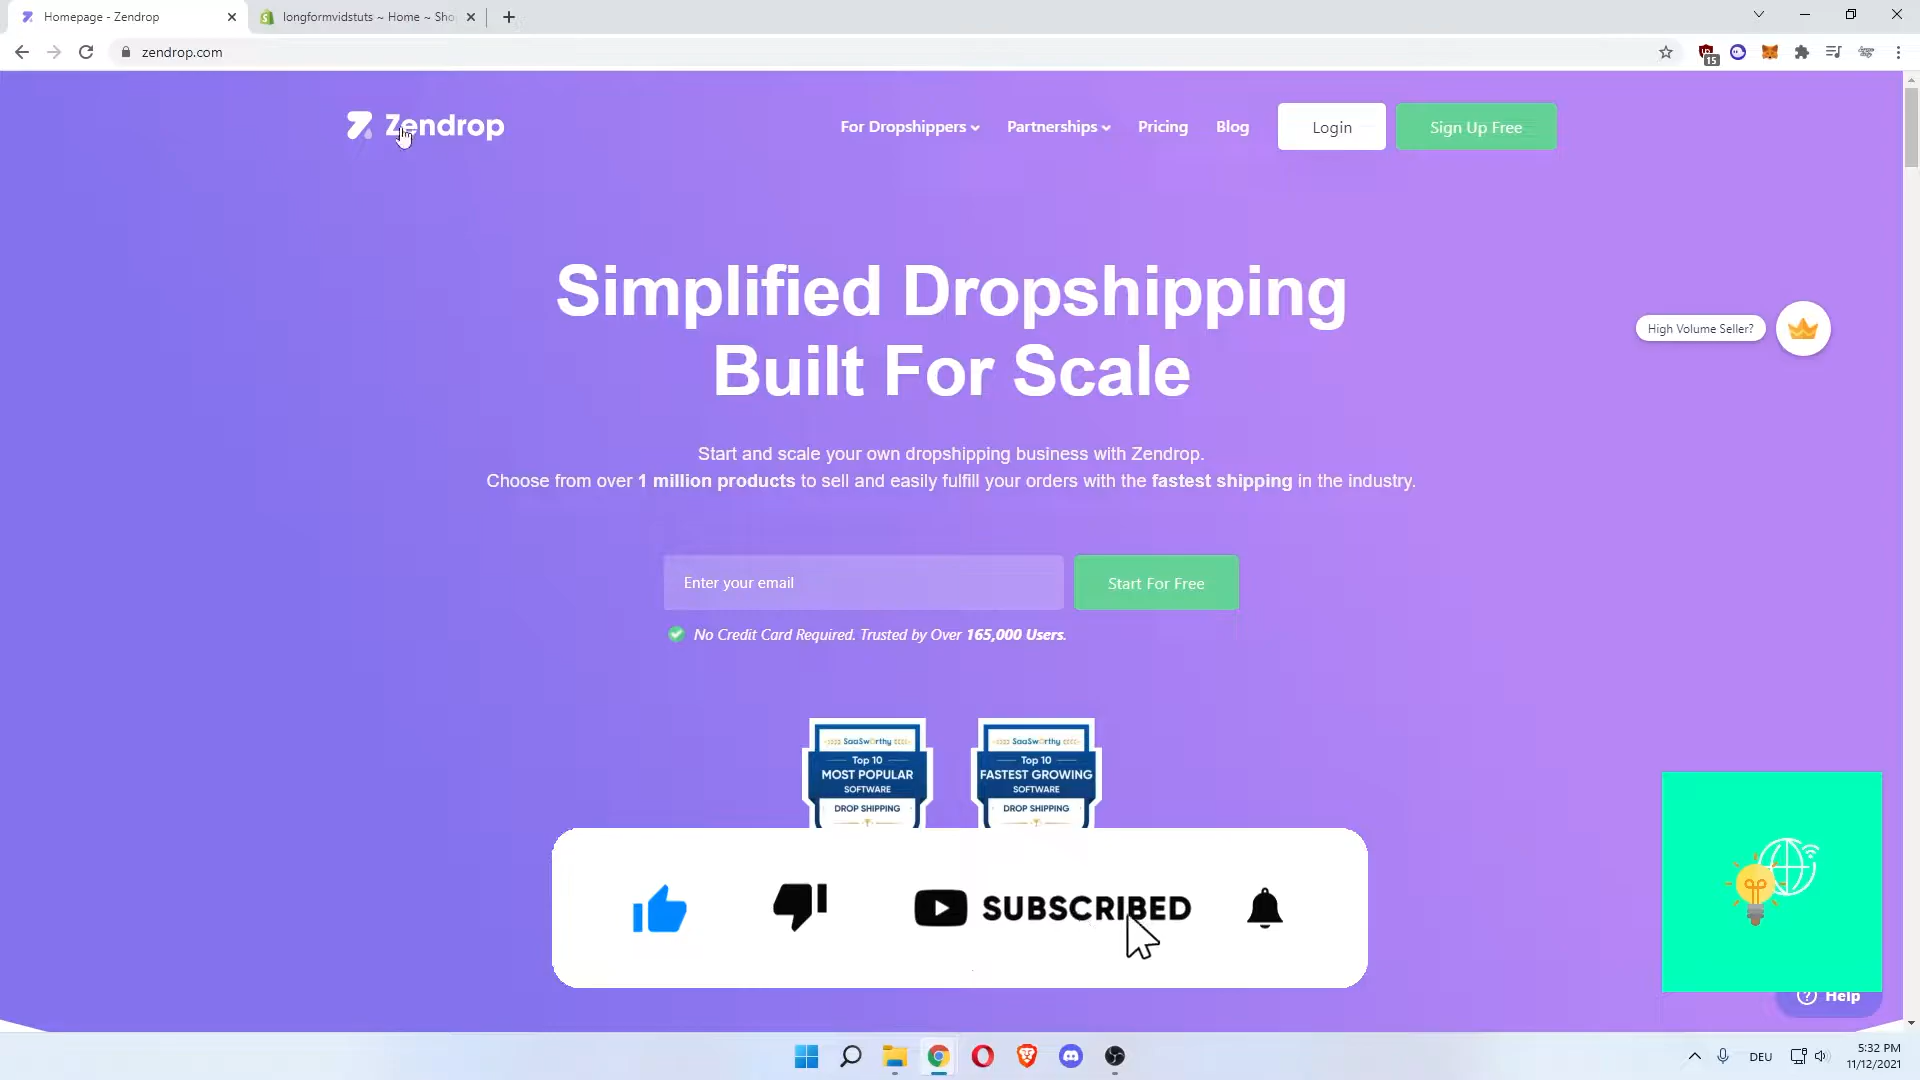 Homepage - Zendrop
longformvidstuts ~ Home ~ Sho
zendrop.com
15
Zendrop
For Dropshippers
Partnerships
Pricing
Blog
Login
Sign Up Free
Simplified Dropshipping
Built For Scale
High Volume Seller?
Start and scale your own dropshipping business with Zendrop.
Choose from over 1 million products to sell and easily fulfill your orders with the fastest shipping in the industry.
Enter your email
Start For Free
No Credit Card Required. Trusted by Over 165,000 Users.
SaaSworthy
Top 10
MOST POPULAR
SOFTWARE
DROP SHIPPING
SaaSworthy
Top 10
FASTEST GROWING
SOFTWARE
DROP SHIPPING
SUBSCRIBED
Help
DEU
5:32 PM
11/12/2021